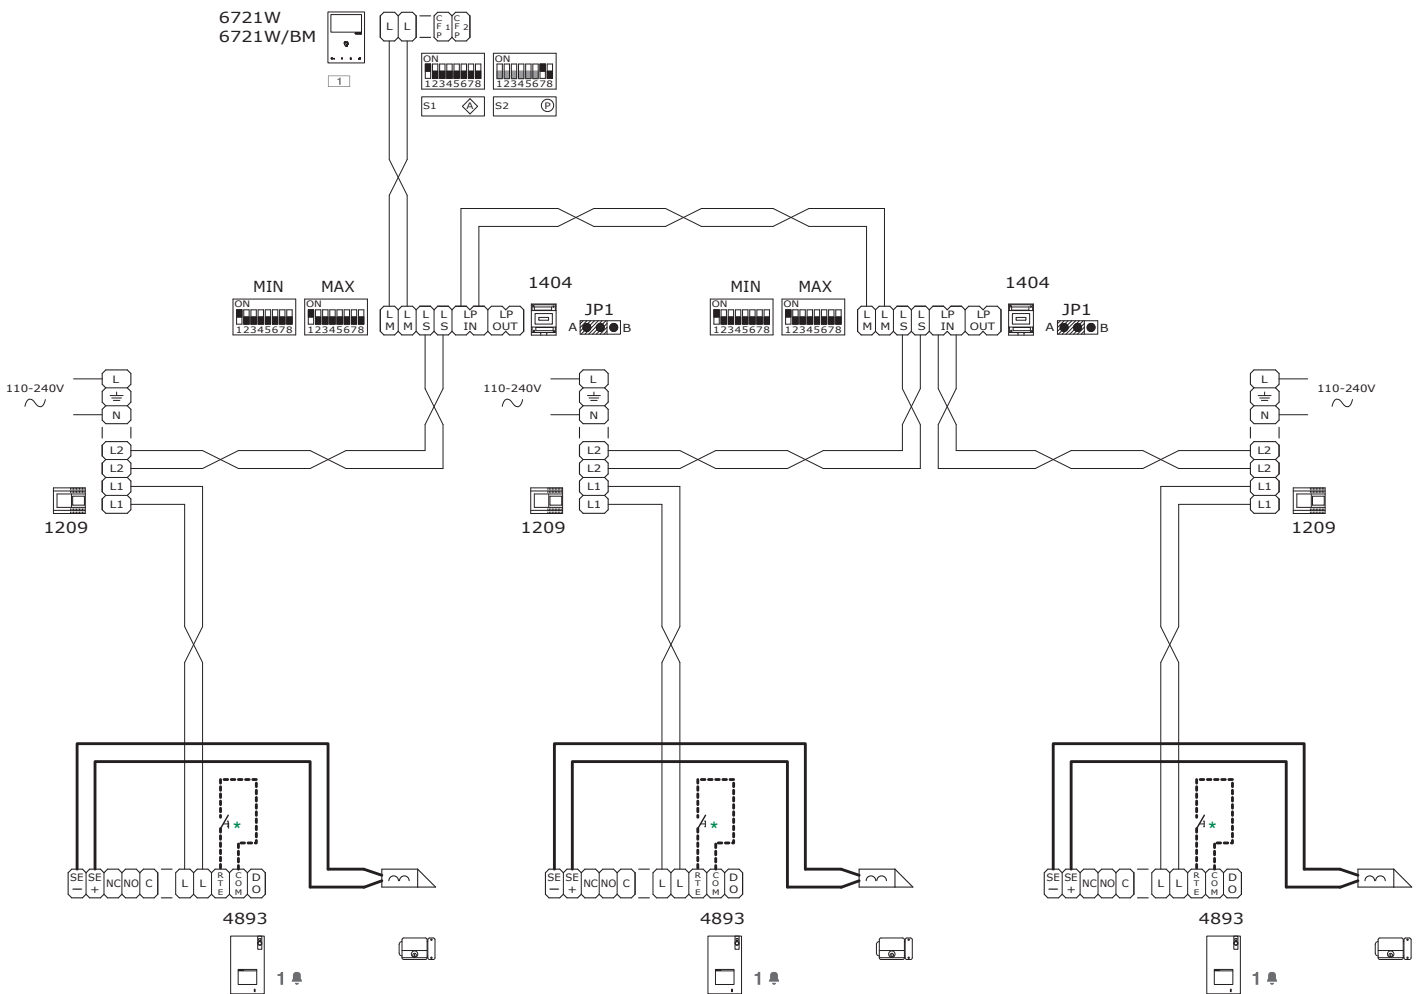 6721W
6721W/BM
L L CFP1 CFP2
1
ON ON
12345678 12345678
S1 A S2 P
MIN MAX 1404 MIN MAX 1404
ON ON JP1 ON ON JP1
12345678 12345678 LM LM LS LS LP IN LP OUT A B 12345678 12345678 LM LM LS LS LP IN LP OUT A B
110-240V L 110-240V L L 110-240V
N N N
L2 L2 L2
L2 L2 L2
L1 L1 L1
L1 L1 L1
1209 1209 1209
* * *
SE− SE+ NC NO C L L RTE COM DO SE− SE+ NC NO C L L RTE COM DO SE− SE+ NC NO C L L RTE COM DO
4893 4893 4893
1 1 1